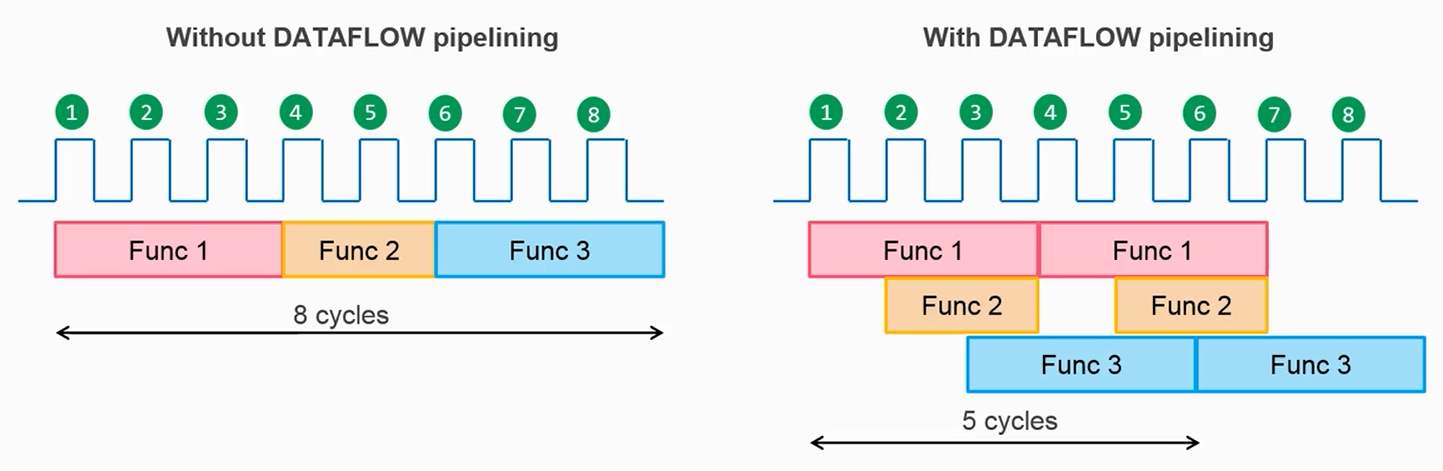 Without DATAFLOW pipelining
1 2 3 4 5 6 7 8
Func 1 Func 2 Func 3
8 cycles
With DATAFLOW pipelining
1 2 3 4 5 6 7 8
Func 1 Func 1
Func 2 Func 2
Func 3 Func 3
5 cycles